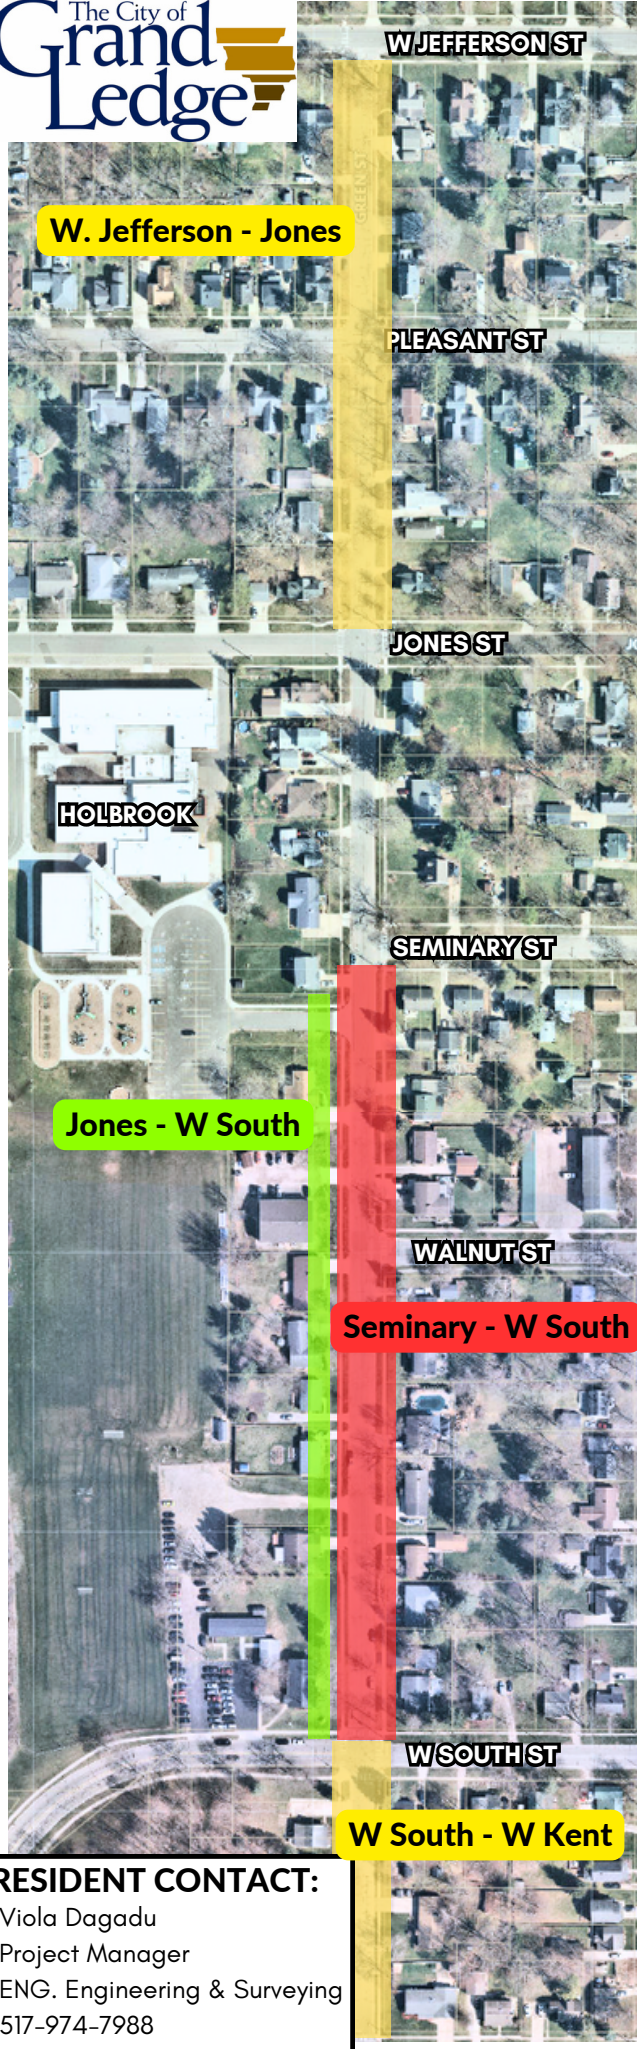 The City of
Grand
Ledge
W JEFFERSON ST
GREEN ST
W. Jefferson - Jones
PLEASANT ST
JONES ST
HOLBROOK
SEMINARY ST
Jones - W South
WALNUT ST
Seminary - W South
W SOUTH ST
W South - W Kent
RESIDENT CONTACT:
Viola Dagadu
Project Manager
ENG. Engineering & Surveying
517-974-7988